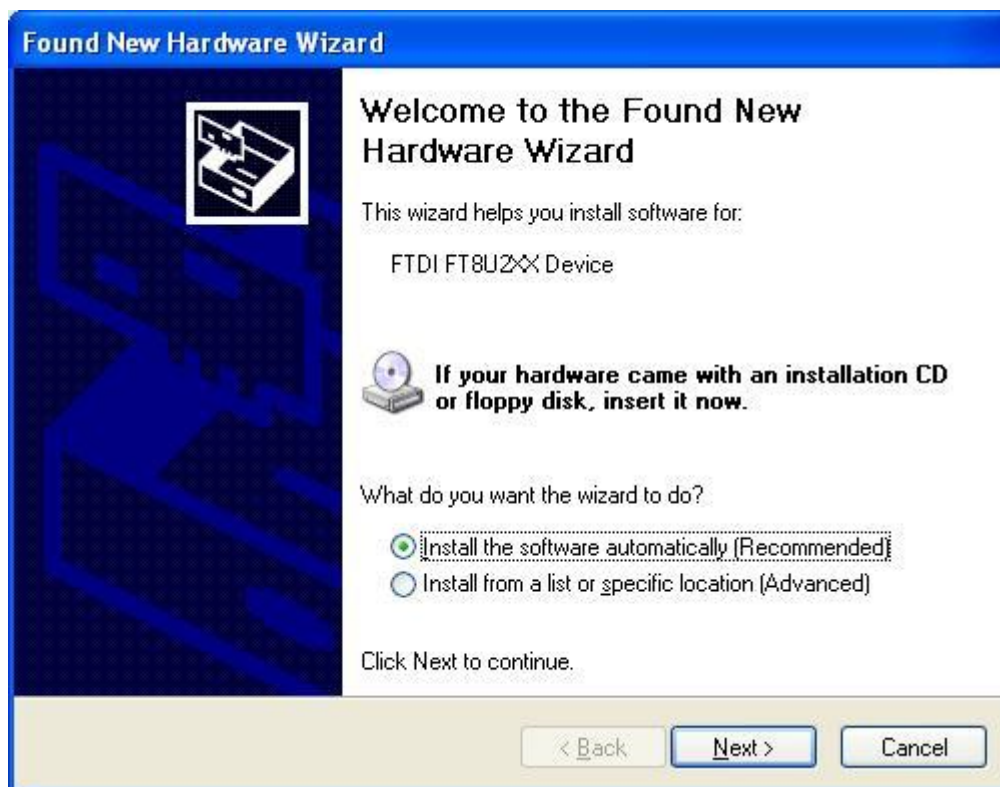 Found New Hardware Wizard
Welcome to the Found New
Hardware Wizard
This wizard helps you install software for:
FTDI FT8U2XX Device
If your hardware came with an installation CD
or floppy disk, insert it now.
What do you want the wizard to do?
Install the software automatically (Recommended)
Install from a list or specific location (Advanced)
Click Next to continue.
< Back
Next >
Cancel